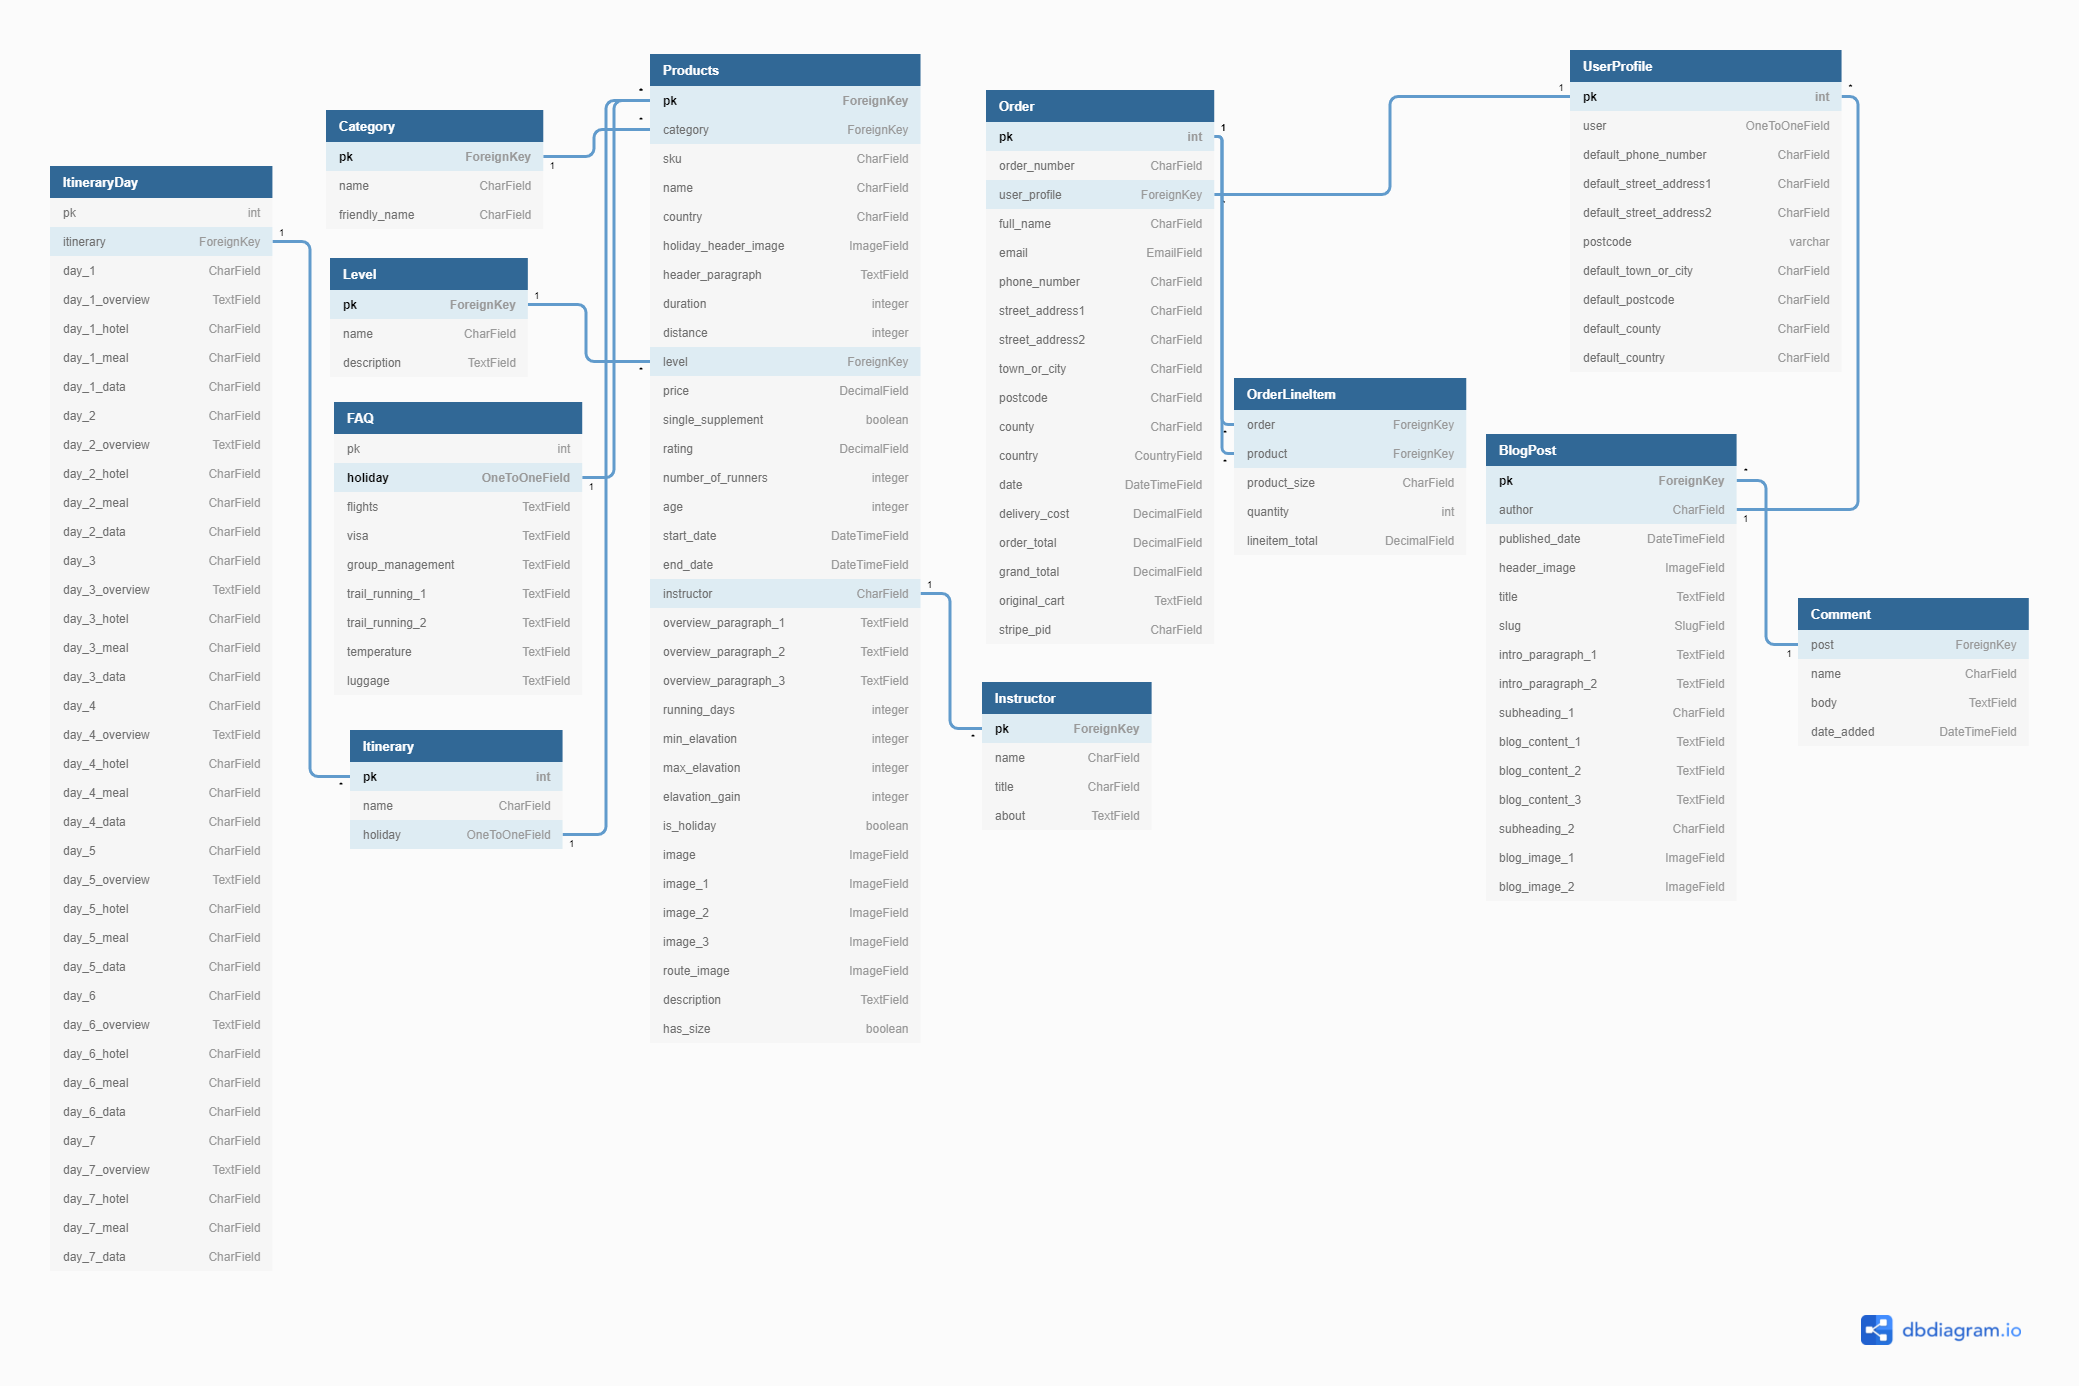 ItineraryDay
pk int
itinerary ForeignKey
day_1 CharField
day_1_overview TextField
day_1_hotel CharField
day_1_meal CharField
day_1_data CharField
day_2 CharField
day_2_overview TextField
day_2_hotel CharField
day_2_meal CharField
day_2_data CharField
day_3 CharField
day_3_overview TextField
day_3_hotel CharField
day_3_meal CharField
day_3_data CharField
day_4 CharField
day_4_overview TextField
day_4_hotel CharField
day_4_meal CharField
day_4_data CharField
day_5 CharField
day_5_overview TextField
day_5_hotel CharField
day_5_meal CharField
day_5_data CharField
day_6 CharField
day_6_overview TextField
day_6_hotel CharField
day_6_meal CharField
day_6_data CharField
day_7 CharField
day_7_overview TextField
day_7_hotel CharField
day_7_meal CharField
day_7_data CharField
1
*
Category
pk ForeignKey
name CharField
friendly_name CharField
1
*
Level
pk ForeignKey
name CharField
description TextField
1
*
FAQ
pk int
holiday OneToOneField
flights TextField
visa TextField
group_management TextField
trail_running_1 TextField
trail_running_2 TextField
temperature TextField
luggage TextField
1
*
Itinerary
pk int
name CharField
holiday OneToOneField
1
Products
pk ForeignKey
category ForeignKey
sku CharField
name CharField
country CharField
holiday_header_image ImageField
header_paragraph TextField
duration integer
distance integer
level ForeignKey
price DecimalField
single_supplement boolean
rating DecimalField
number_of_runners integer
age integer
start_date DateTimeField
end_date DateTimeField
instructor CharField
overview_paragraph_1 TextField
overview_paragraph_2 TextField
overview_paragraph_3 TextField
running_days integer
min_elavation integer
max_elavation integer
elavation_gain integer
is_holiday boolean
image ImageField
image_1 ImageField
image_2 ImageField
image_3 ImageField
route_image ImageField
description TextField
has_size boolean
1
*
Order
pk int
order_number CharField
user_profile ForeignKey
full_name CharField
email EmailField
phone_number CharField
street_address1 CharField
street_address2 CharField
town_or_city CharField
postcode CharField
county CharField
country CountryField
date DateTimeField
delivery_cost DecimalField
order_total DecimalField
grand_total DecimalField
original_cart TextField
stripe_pid CharField
1
*
Instructor
pk ForeignKey
name CharField
title CharField
about TextField
OrderLineItem
order ForeignKey
product ForeignKey
product_size CharField
quantity int
lineitem_total DecimalField
*
*
UserProfile
pk int
user OneToOneField
default_phone_number CharField
default_street_address1 CharField
default_street_address2 CharField
postcode varchar
default_town_or_city CharField
default_postcode CharField
default_county CharField
default_country CharField
1
*
BlogPost
pk ForeignKey
author CharField
published_date DateTimeField
header_image ImageField
title TextField
slug SlugField
intro_paragraph_1 TextField
intro_paragraph_2 TextField
subheading_1 CharField
blog_content_1 TextField
blog_content_2 TextField
blog_content_3 TextField
subheading_2 CharField
blog_image_1 ImageField
blog_image_2 ImageField
*
1
Comment
post ForeignKey
name CharField
body TextField
date_added DateTimeField
1
dbdiagram.io